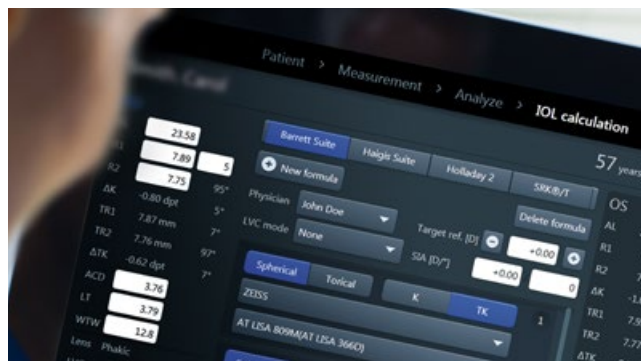 Patient > Measurement > Analyze > IOL calculation
57 years
Barrett Suite Haigis Suite Holladay 2 SRK®/T
New formula
Delete formula
OS
23.58
R1 7.89 5
R2 7.75 95°
ΔK -0.80 dpt 5°
TR1 7.87 mm 7°
TR2 7.76 mm 97°
ΔTK -0.62 dpt 7°
ACD 3.76
LT 3.79
WTW 12.8
Lens Phakic
Physician John Doe
Target ref. [D] +0.00
LVC mode None
SIA [D/°] +0.00 0
Spherical Torical K TK 1
ZEISS
AT LISA 809M(AT LISA 366D)
AL
R1
R2
ΔK
TR1
TR2
ΔTK